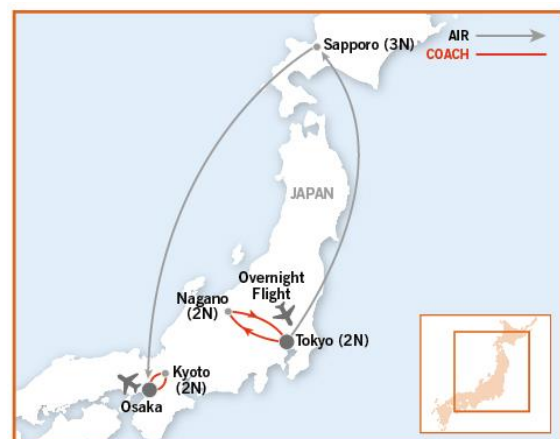 AIR
Sapporo (3N)
COACH
JAPAN
Overnight
Flight
Nagano
(2N)
Tokyo (2N)
Kyoto
(2N)
Osaka